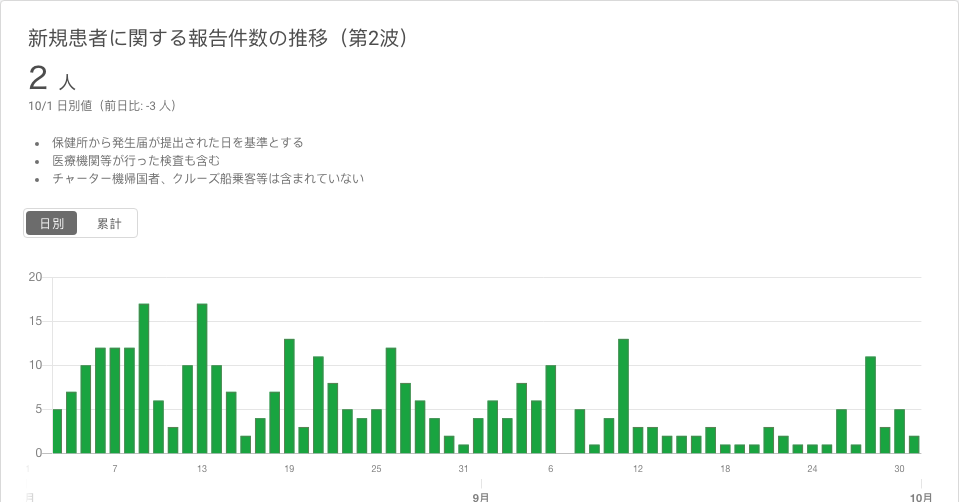 新規患者に関する報告件数の推移（第2波）
2 人
10/1 日別値（前日比: -3 人）
保健所から発生届が提出された日を基準とする
医療機関等が行った検査も含む
チャーター機帰国者、クルーズ船乗客等は含まれていない
日別 累計
20
15
10
5
0
7 13 19 25 31 6 12 18 24 30
9月 10月